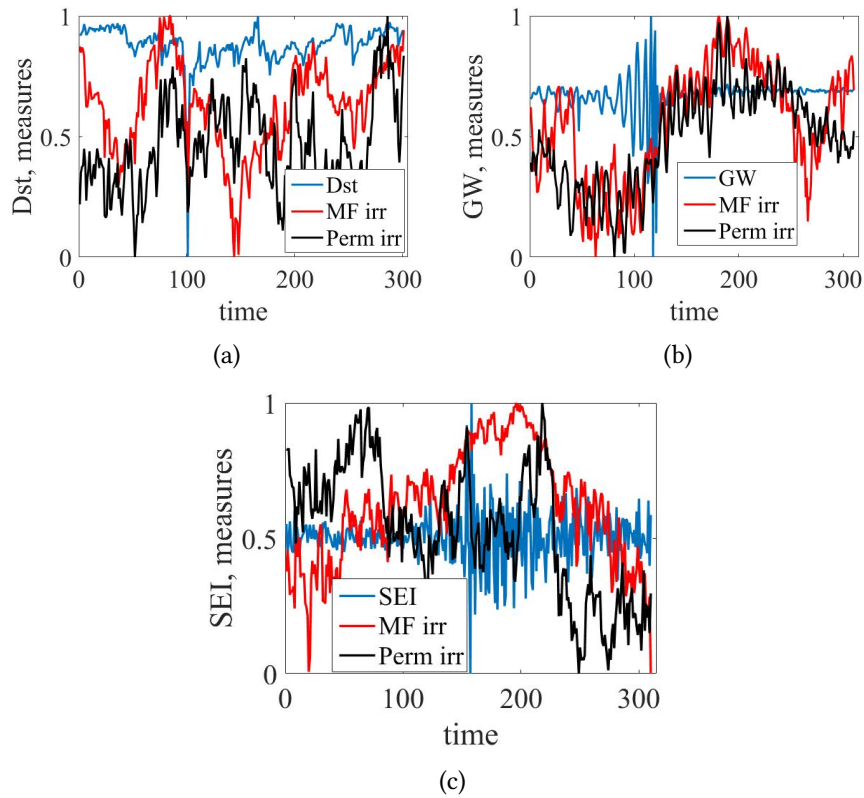 1
Dst, measures
0.5
0
0
100
200
300
time
Dst
MF irr
Perm irr
(a)
1
GW, measures
0.5
0
0
100
200
300
time
GW
MF irr
Perm irr
(b)
1
SEI, measures
0.5
0
0
100
200
300
time
SEI
MF irr
Perm irr
(c)